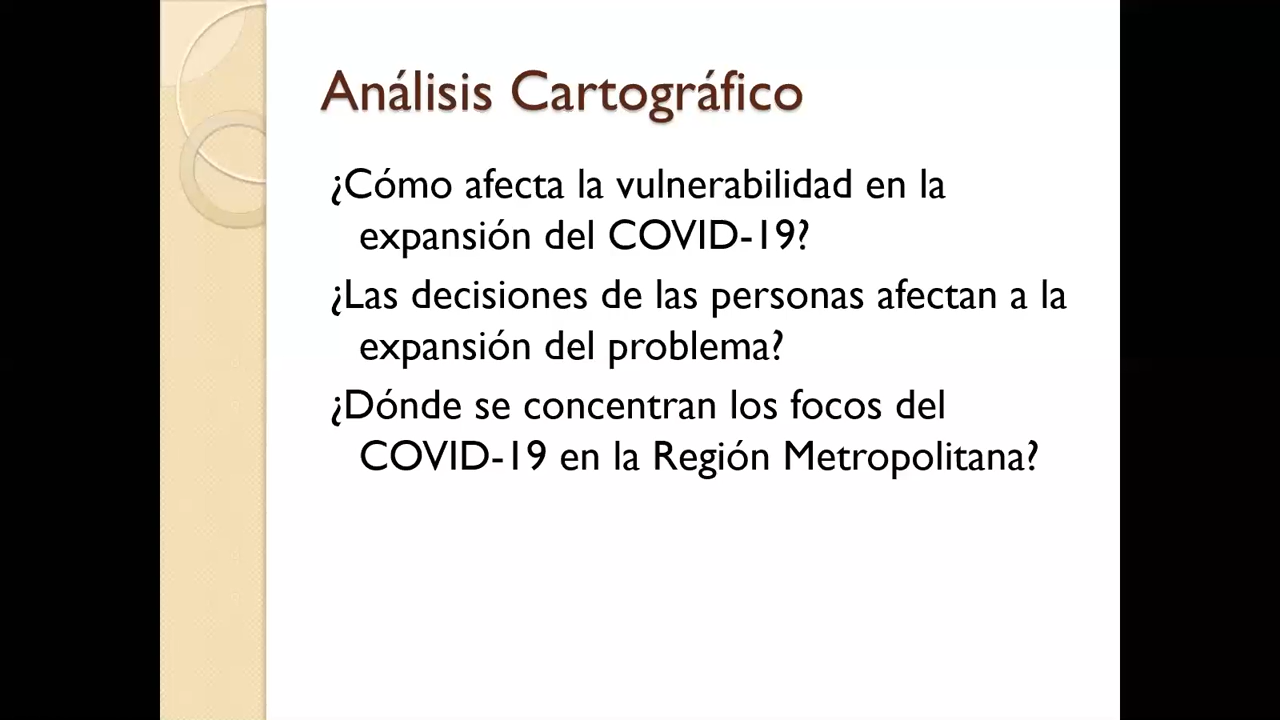 Análisis Cartográfico
¿Cómo afecta la vulnerabilidad en la
expansión del COVID-19?
¿Las decisiones de las personas afectan a la
expansión del problema?
¿Dónde se concentran los focos del
COVID-19 en la Región Metropolitana?